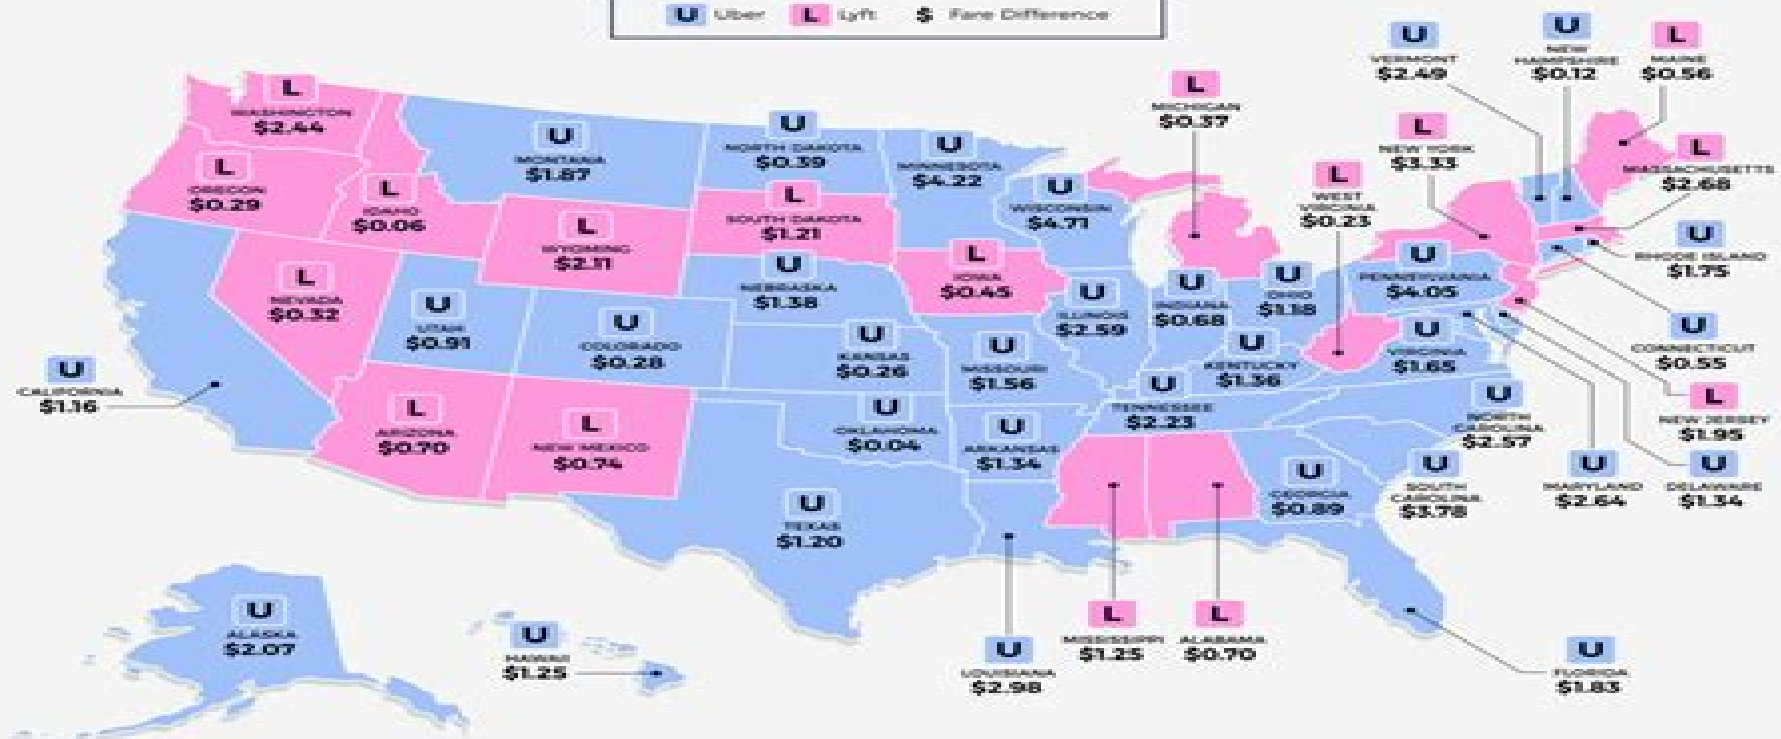 U Uber L Lyft $ Fare Difference
U
VERMONT
$2.49
U
NEW
HAMPSHIRE
$0.12
L
MAINE
$0.56
L
WASHINGTON
$2.44
L
MICHIGAN
$0.37
U
MONTANA
$1.87
U
NORTH DAKOTA
$0.39
U
MINNESOTA
$4.22
L
NEW YORK
$3.33
L
MASSACHUSETTS
$2.68
L
OREGON
$0.29
L
IDAHO
$0.06
L
WYOMING
$2.11
L
SOUTH DAKOTA
$1.21
U
WISCONSIN
$4.71
L
WEST
VIRGINIA
$0.23
U
RHODE ISLAND
$1.75
L
NEVADA
$0.32
U
UTAH
$0.91
U
COLORADO
$0.28
U
NEBRASKA
$1.38
L
IOWA
$0.45
U
ILLINOIS
$2.59
U
INDIANA
$0.68
U
OHIO
$1.18
U
PENNSYLVANIA
$4.05
U
CONNECTICUT
$0.55
U
CALIFORNIA
$1.16
U
KANSAS
$0.26
U
MISSOURI
$1.56
U
KENTUCKY
$1.36
U
VIRGINIA
$1.65
L
NEW JERSEY
$1.95
L
ARIZONA
$0.70
L
NEW MEXICO
$0.74
U
OKLAHOMA
$0.04
U
ARKANSAS
$1.34
U
TENNESSEE
$2.23
U
NORTH
CAROLINA
$2.57
U
TEXAS
$1.20
U
GEORGIA
$0.89
U
SOUTH
CAROLINA
$3.78
U
MARYLAND
$2.64
U
DELAWARE
$1.34
U
ALASKA
$2.07
U
HAWAII
$1.25
U
LOUISIANA
$2.98
L
MISSISSIPPI
$1.25
L
ALABAMA
$0.70
U
FLORIDA
$1.83